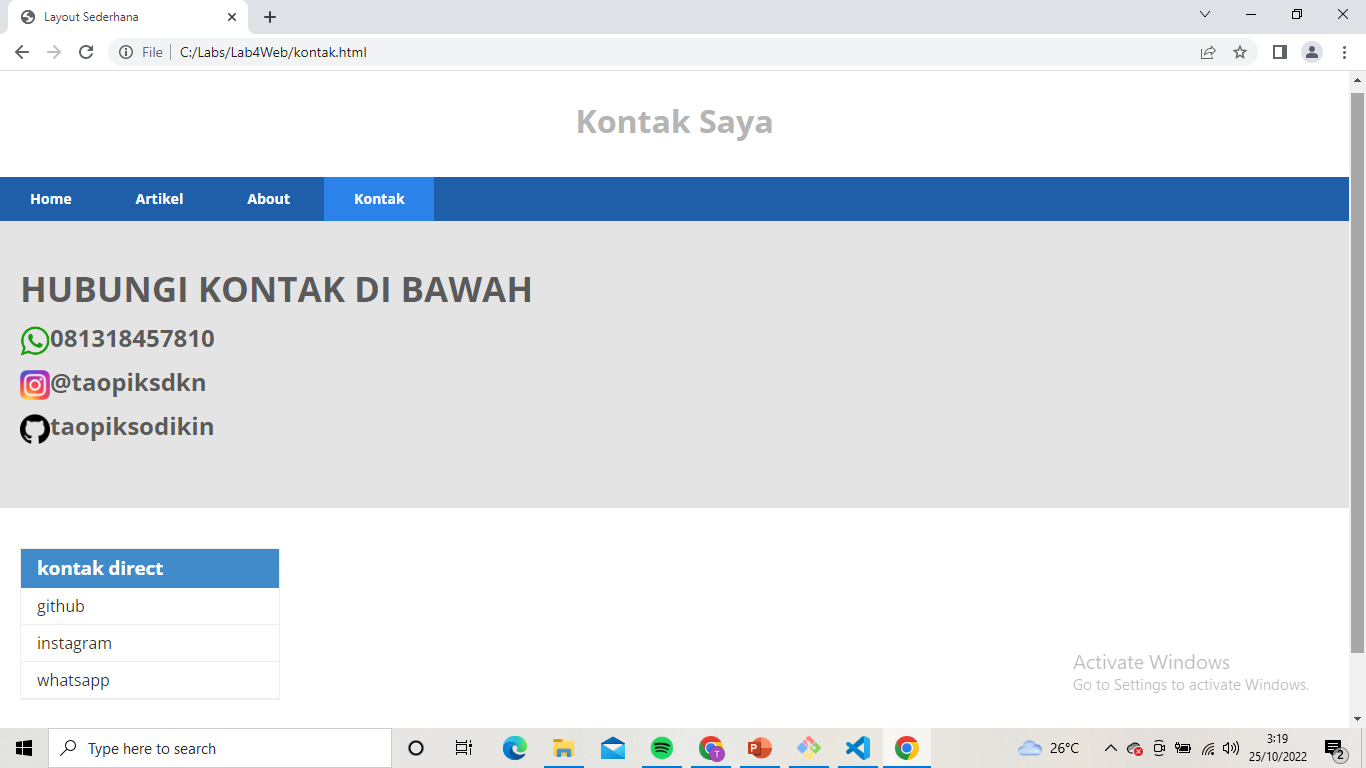 Layout Sederhana
File C:/Labs/Lab4Web/kontak.html
Kontak Saya
Home Artikel About Kontak
HUBUNGI KONTAK DI BAWAH
081318457810
@taopiksdkn
taopiksodikin
kontak direct
github
instagram
whatsapp
Activate Windows
Go to Settings to activate Windows.
Type here to search
T
P
26°C
3:19
25/10/2022
2